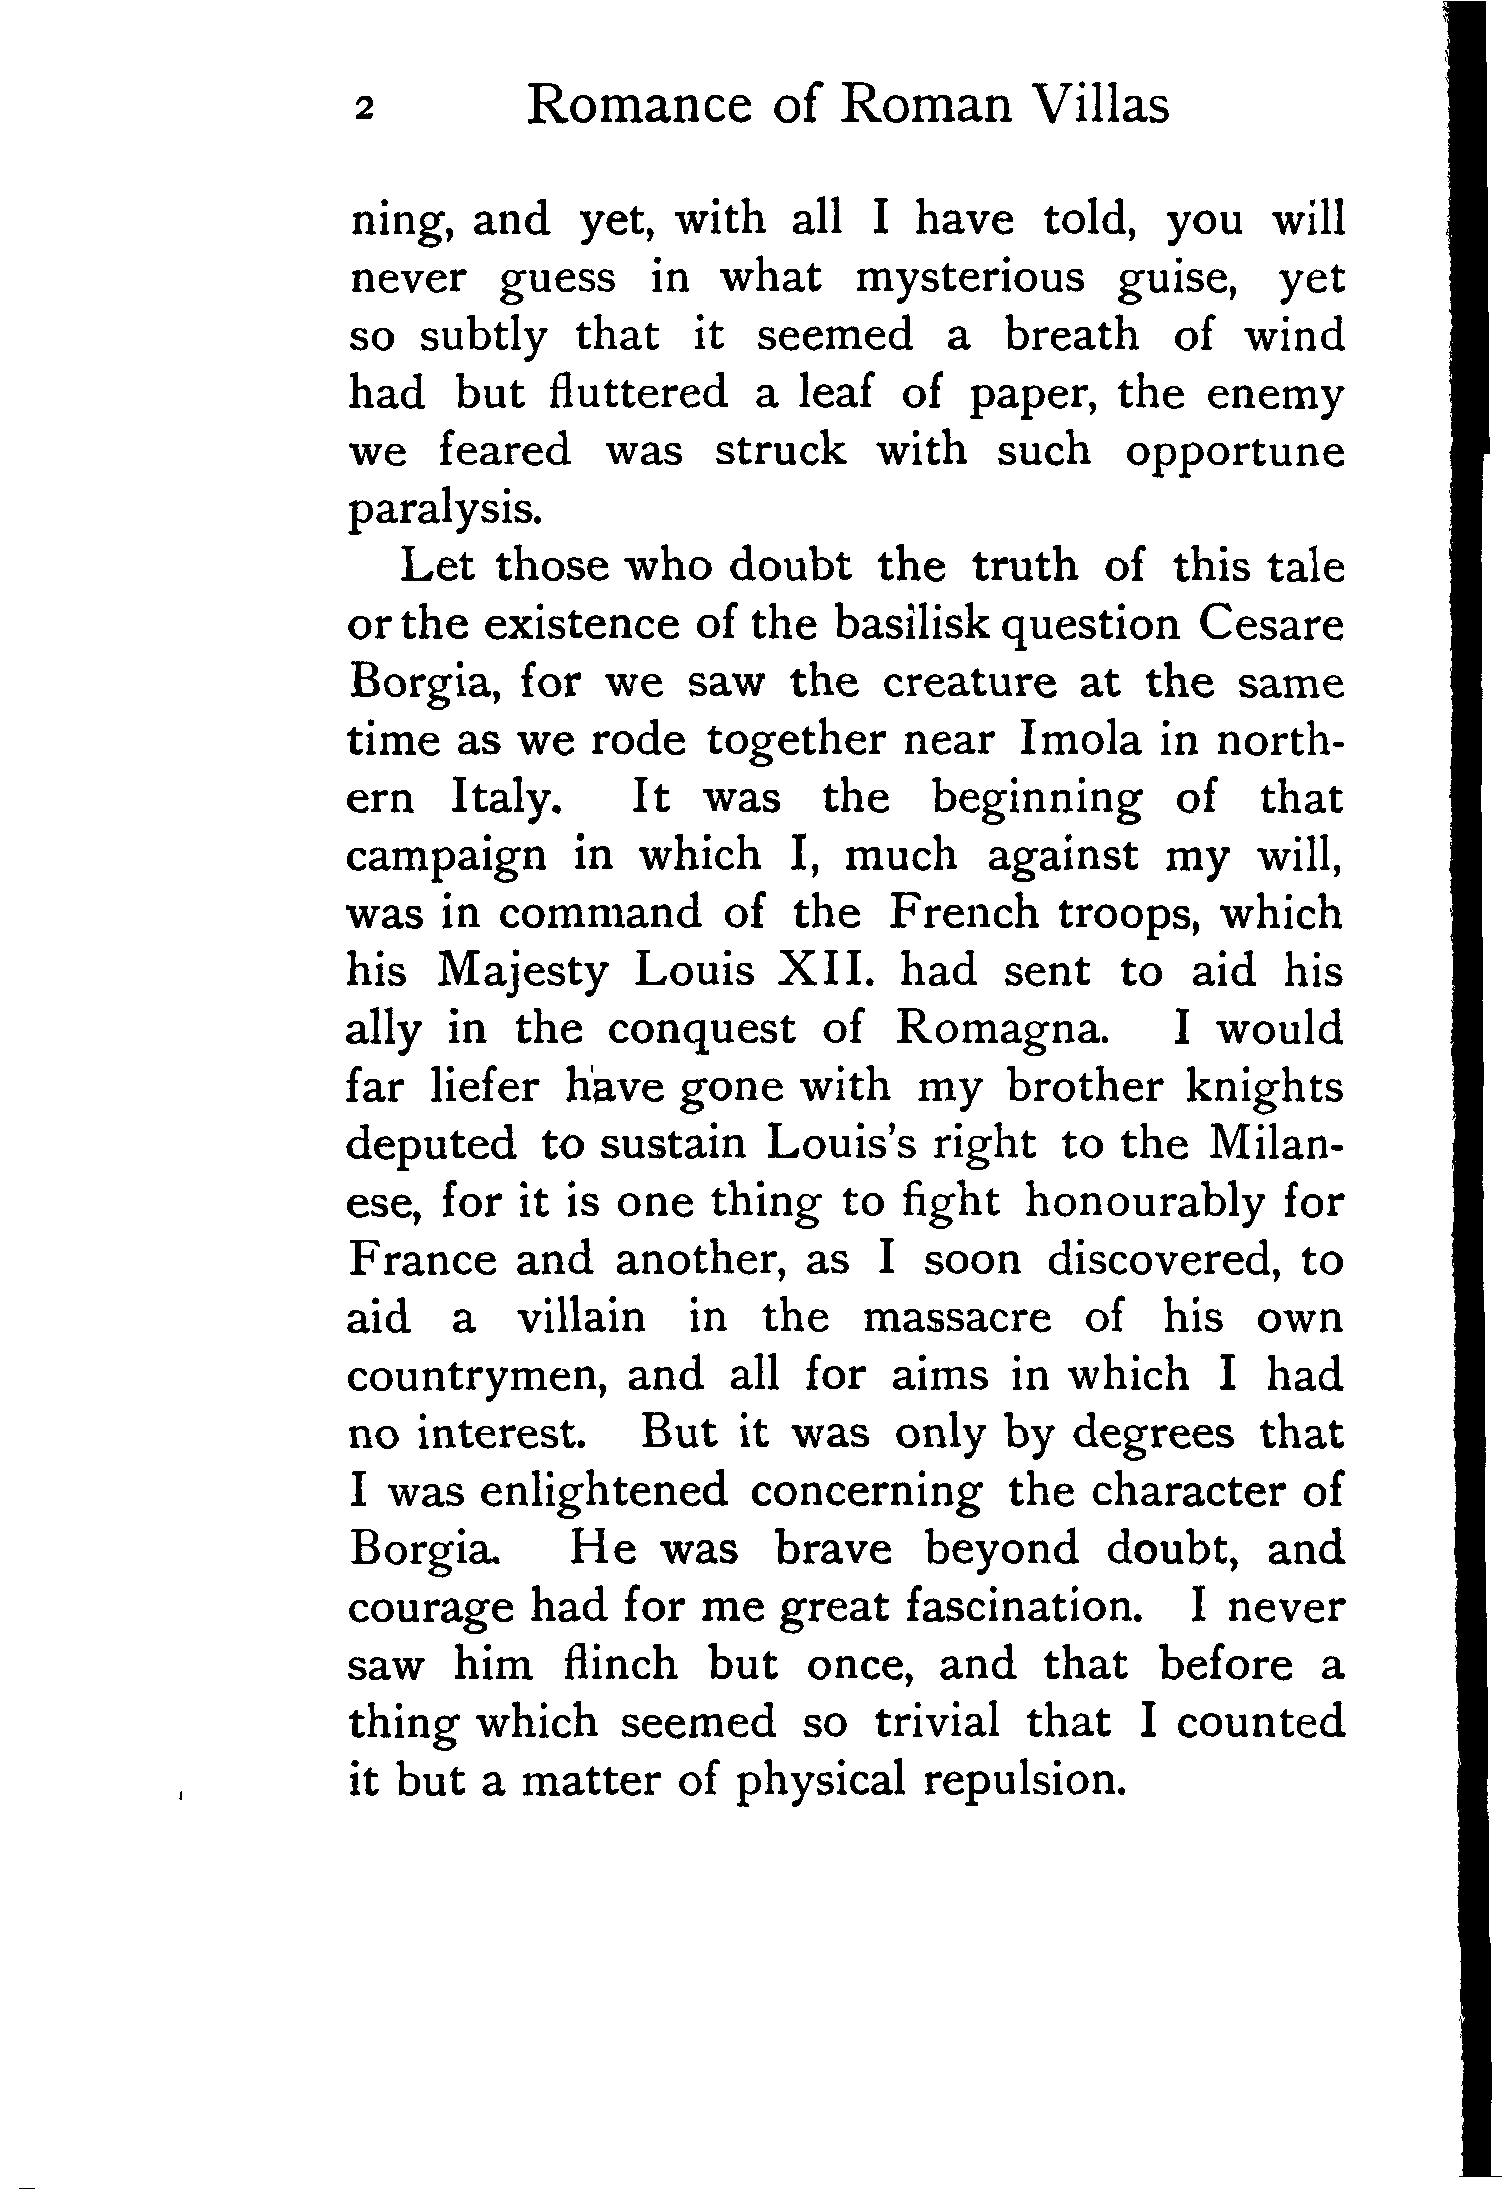 2 Romance of Roman Villas
ning, and yet, with all I have told, you will
never guess in what mysterious guise, yet
so subtly that it seemed a breath of wind
had but fluttered a leaf of paper, the enemy
we feared was struck with such opportune
paralysis.
Let those who doubt the truth of this tale
or the existence of the basilisk question Cesare
Borgia, for we saw the creature at the same
time as we rode together near Imola in north-
ern Italy. It was the beginning of that
campaign in which I, much against my will,
was in command of the French troops, which
his Majesty Louis XII. had sent to aid his
ally in the conquest of Romagna. I would
far liefer have gone with my brother knights
deputed to sustain Louis's right to the Milan-
ese, for it is one thing to fight honourably for
France and another, as I soon discovered, to
aid a villain in the massacre of his own
countrymen, and all for aims in which I had
no interest. But it was only by degrees that
I was enlightened concerning the character of
Borgia. He was brave beyond doubt, and
courage had for me great fascination. I never
saw him flinch but once, and that before a
thing which seemed so trivial that I counted
it but a matter of physical repulsion.